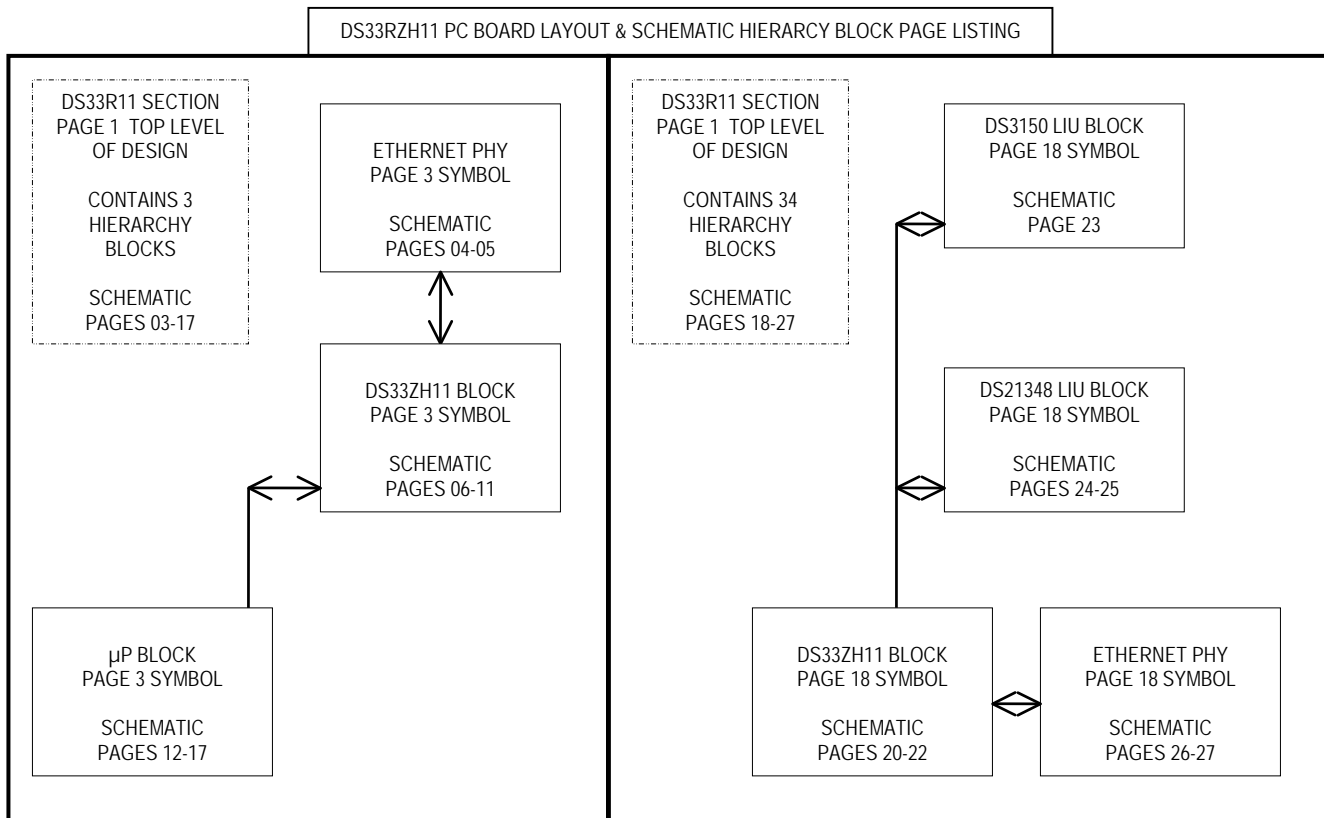 DS33RZH11 PC BOARD LAYOUT & SCHEMATIC HIERARCY BLOCK PAGE LISTING
DS33R11 SECTION
PAGE 1 TOP LEVEL
OF DESIGN
CONTAINS 3
HIERARCHY
BLOCKS
SCHEMATIC
PAGES 03-17
ETHERNET PHY
PAGE 3 SYMBOL
SCHEMATIC
PAGES 04-05
DS33ZH11 BLOCK
PAGE 3 SYMBOL
SCHEMATIC
PAGES 06-11
µP BLOCK
PAGE 3 SYMBOL
SCHEMATIC
PAGES 12-17
DS33R11 SECTION
PAGE 1 TOP LEVEL
OF DESIGN
CONTAINS 34
HIERARCHY
BLOCKS
SCHEMATIC
PAGES 18-27
DS3150 LIU BLOCK
PAGE 18 SYMBOL
SCHEMATIC
PAGE 23
DS21348 LIU BLOCK
PAGE 18 SYMBOL
SCHEMATIC
PAGES 24-25
DS33ZH11 BLOCK
PAGE 18 SYMBOL
SCHEMATIC
PAGES 20-22
ETHERNET PHY
PAGE 18 SYMBOL
SCHEMATIC
PAGES 26-27